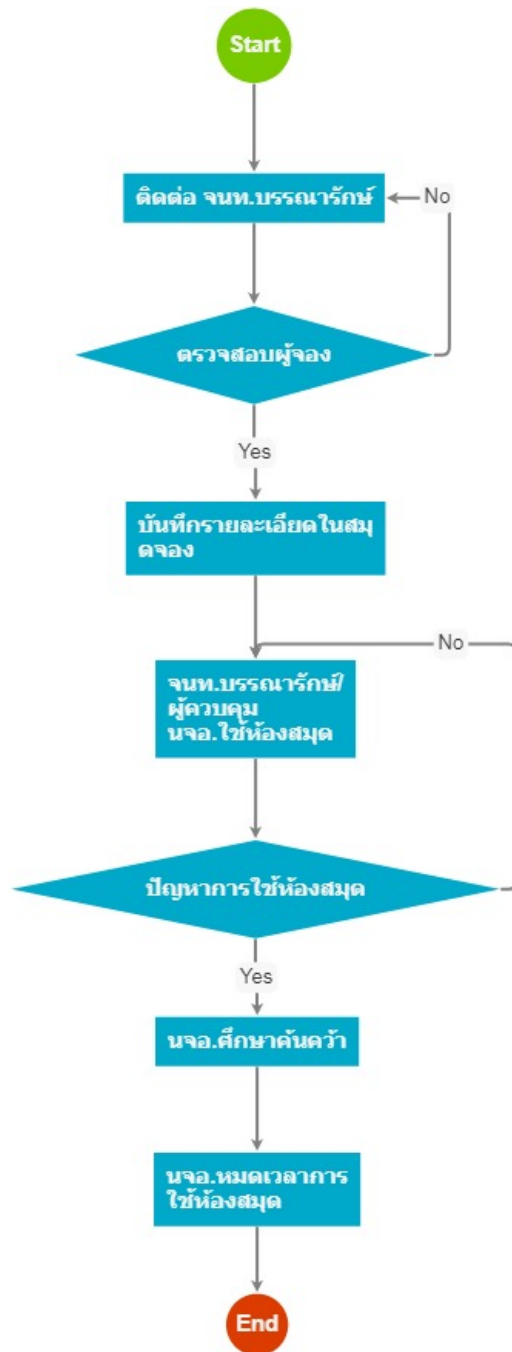 Start
ติดต่อ จนท.บรรณารักษ์
No
ตรวจสอบผู้จอง
Yes
บันทึกรายละเอียดในสมุ
ดจอง
No
จนท.บรรณารักษ์/
ผู้ควบคุม
นจอ.ใช้ห้องสมุด
ปัญหาการใช้ห้องสมุด
Yes
นจอ.ศึกษาค้นคว้า
นจอ.หมดเวลาการ
ใช้ห้องสมุด
End